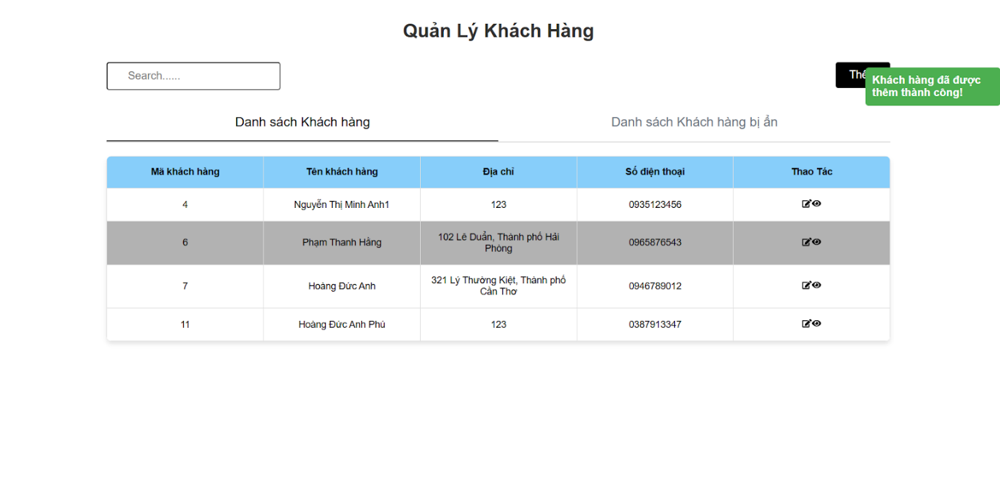 Quản Lý Khách Hàng
Search......
Khách hàng đã được
thêm thành công!
Danh sách Khách hàng Danh sách Khách hàng bị ẩn
Mã khách hàng Tên khách hàng Địa chỉ Số điện thoại Thao Tác
4 Nguyễn Thị Minh Anh1 123 0935123456
6 Phạm Thanh Hằng 102 Lê Duẩn, Thành phố Hải
Phòng 0965876543
7 Hoàng Đức Anh 321 Lý Thường Kiệt, Thành phố
Cần Thơ 0946789012
11 Hoàng Đức Anh Phú 123 0387913347